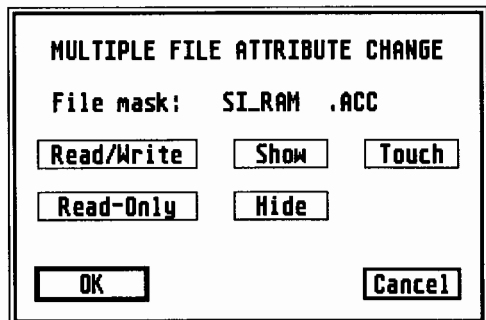 MULTIPLE FILE ATTRIBUTE CHANGE
File mask: SI_RAM .ACC
Read/Write Show Touch
Read-Only Hide
OK Cancel